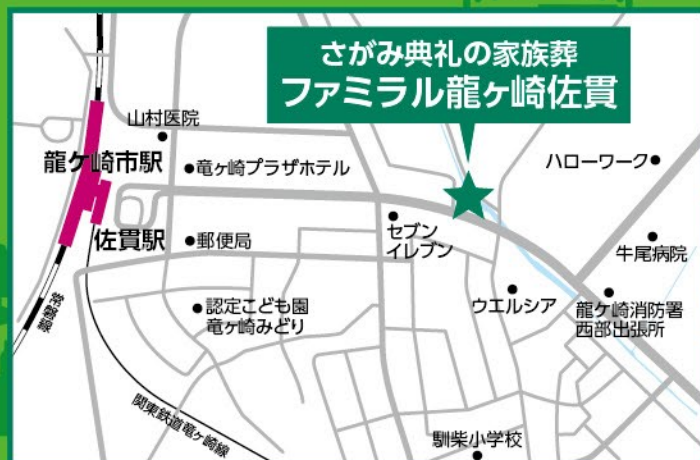 さがみ典礼の家族葬
ファミラル龍ヶ崎佐貫
山村医院
龍ケ崎市駅
竜ヶ崎プラザホテル
ハローワーク
佐貫駅
郵便局
セブン
イレブン
牛尾病院
常磐線
認定こども園
竜ヶ崎みどり
ウエルシア
龍ケ崎消防署
西部出張所
関東鉄道竜ヶ崎線
馴柴小学校